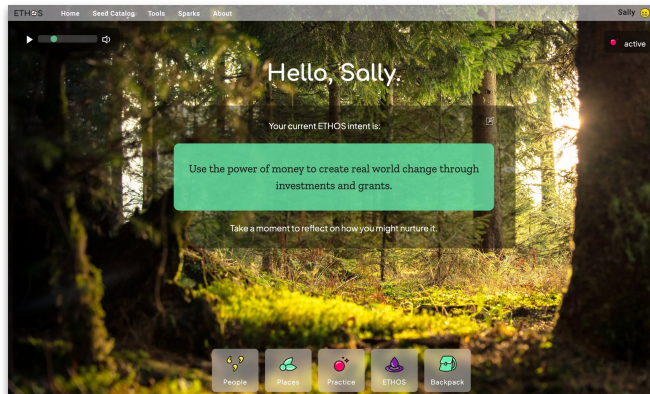 ETHOS Home Seed Catalog Tools Sparks About Sally
active
Hello, Sally.
Your current ETHOS intent is:
Use the power of money to create real world change through
investments and grants.
Take a moment to reflect on how you might nurture it.
People Places Practice ETHOS Backpack